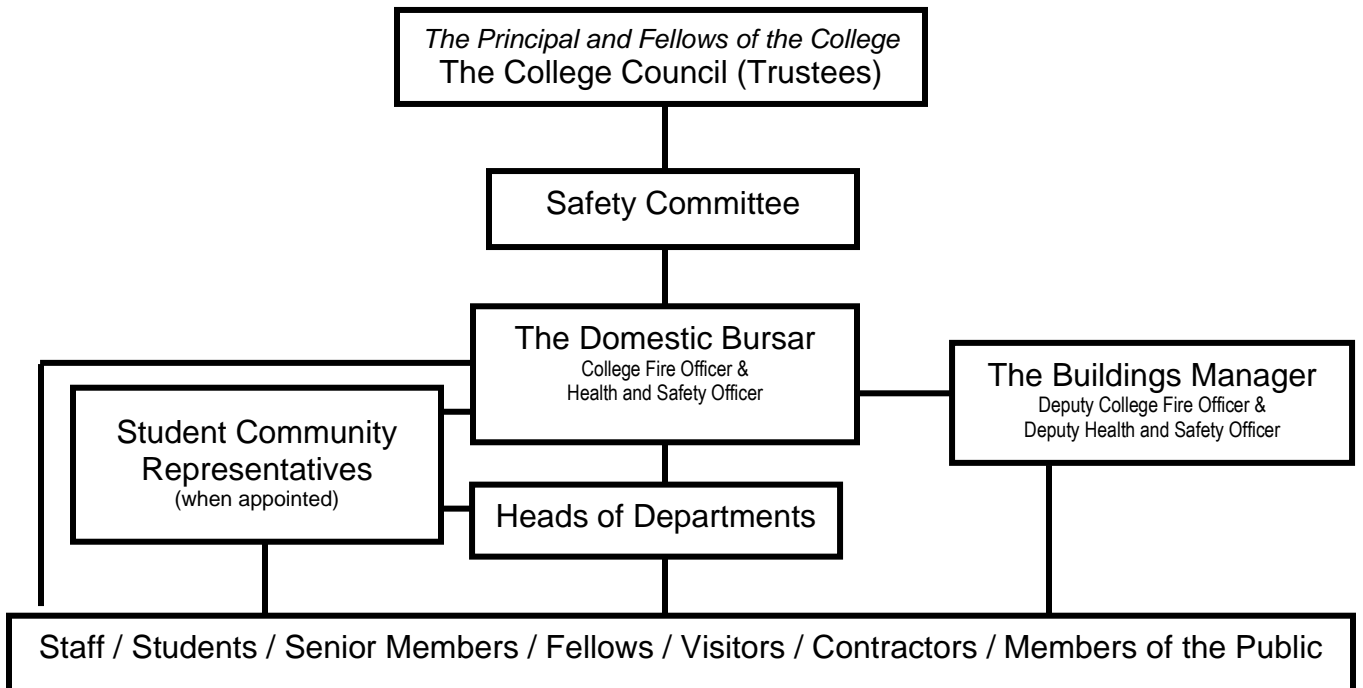 The Principal and Fellows of the College
The College Council (Trustees)
Safety Committee
The Domestic Bursar
College Fire Officer &
Health and Safety Officer
The Buildings Manager
Deputy College Fire Officer &
Deputy Health and Safety Officer
Student Community
Representatives
(when appointed)
Heads of Departments
Staff / Students / Senior Members / Fellows / Visitors / Contractors / Members of the Public